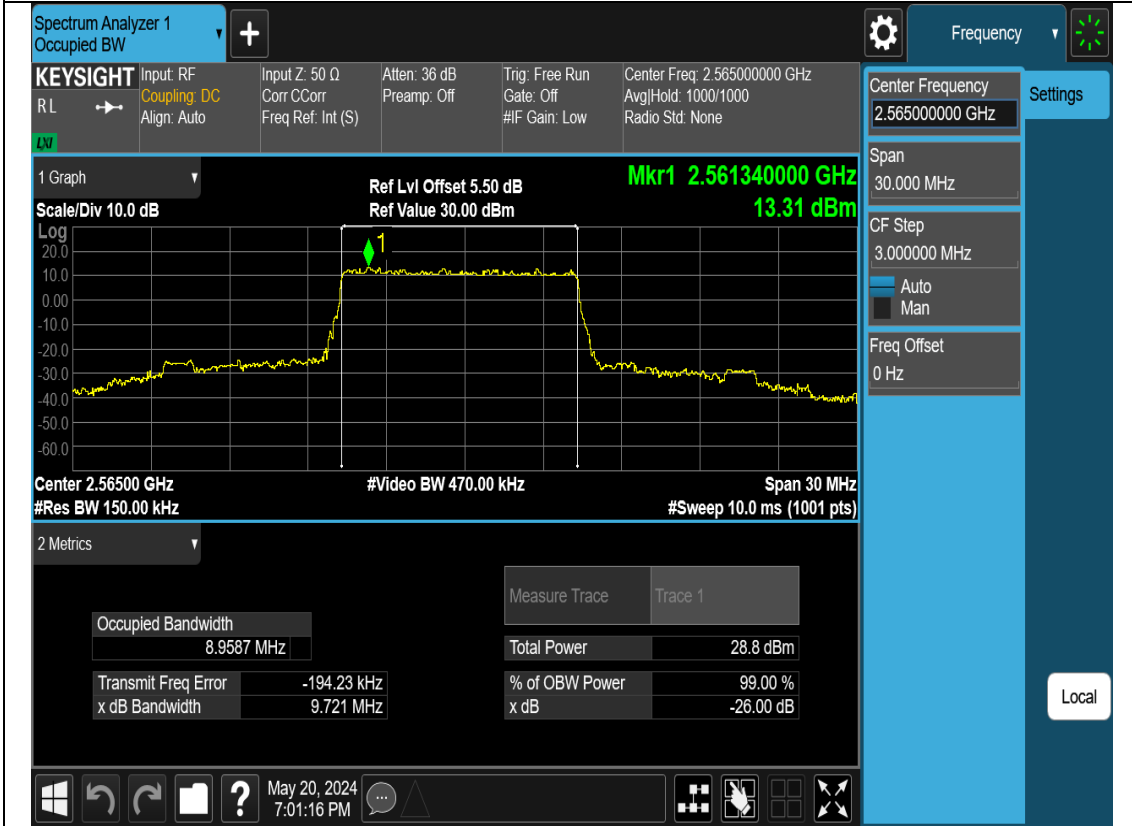 Spectrum Analyzer 1
Occupied BW
Frequency
KEYSIGHT
R L
LXI
Input: RF
Coupling: DC
Align: Auto
Input Z: 50 Ω
Corr CCorr
Freq Ref: Int (S)
Atten: 36 dB
Preamp: Off
Trig: Free Run
Gate: Off
#IF Gain: Low
Center Freq: 2.565000000 GHz
Avg|Hold: 1000/1000
Radio Std: None
Center Frequency
2.565000000 GHz
Settings
Span
30.000 MHz
CF Step
3.000000 MHz
Auto
Man
Freq Offset
0 Hz
Local
1 Graph
Scale/Div 10.0 dB
Ref Lvl Offset 5.50 dB
Ref Value 30.00 dBm
Mkr1 2.561340000 GHz
13.31 dBm
Log
1
20.0
10.0
0.00
-10.0
-20.0
-30.0
-40.0
-50.0
-60.0
Center 2.56500 GHz
#Video BW 470.00 kHz
Span 30 MHz
#Res BW 150.00 kHz
#Sweep 10.0 ms (1001 pts)
2 Metrics
Measure Trace Trace 1
Occupied Bandwidth
8.9587 MHz
Total Power 28.8 dBm
Transmit Freq Error -194.23 kHz
% of OBW Power 99.00 %
x dB Bandwidth 9.721 MHz
x dB -26.00 dB
May 20, 2024
7:01:16 PM